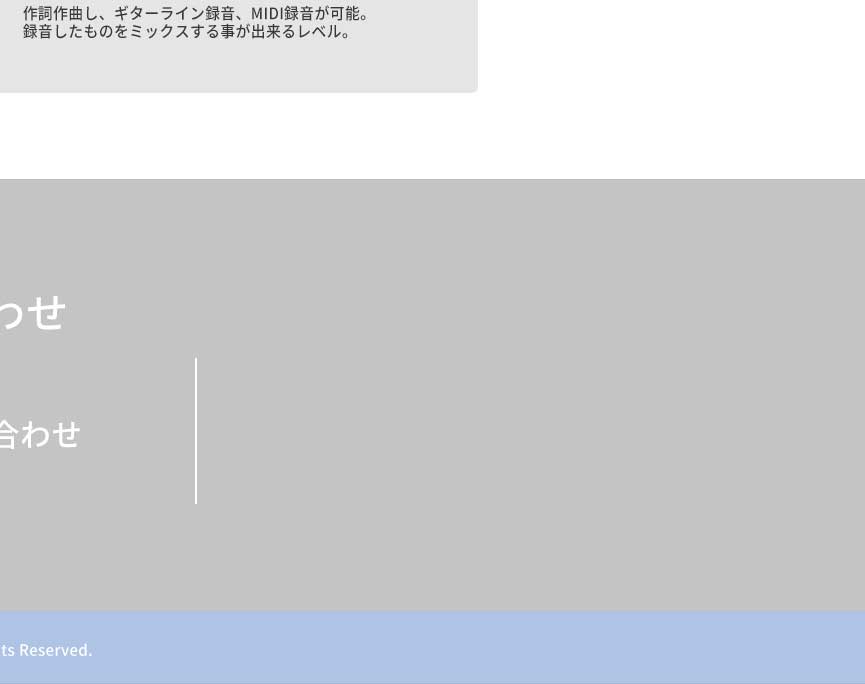 作詞作曲し、ギターライン録音、MIDI録音が可能。
録音したものをミックスする事が出来るレベル。
わせ
合わせ
ts Reserved.